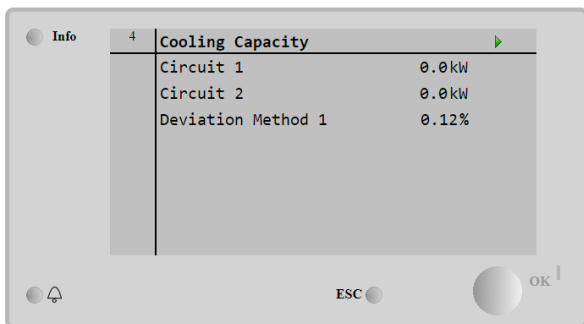 Info
4 Cooling Capacity
Circuit 1 0.0kW
Circuit 2 0.0kW
Deviation Method 1 0.12%
ESC
OK